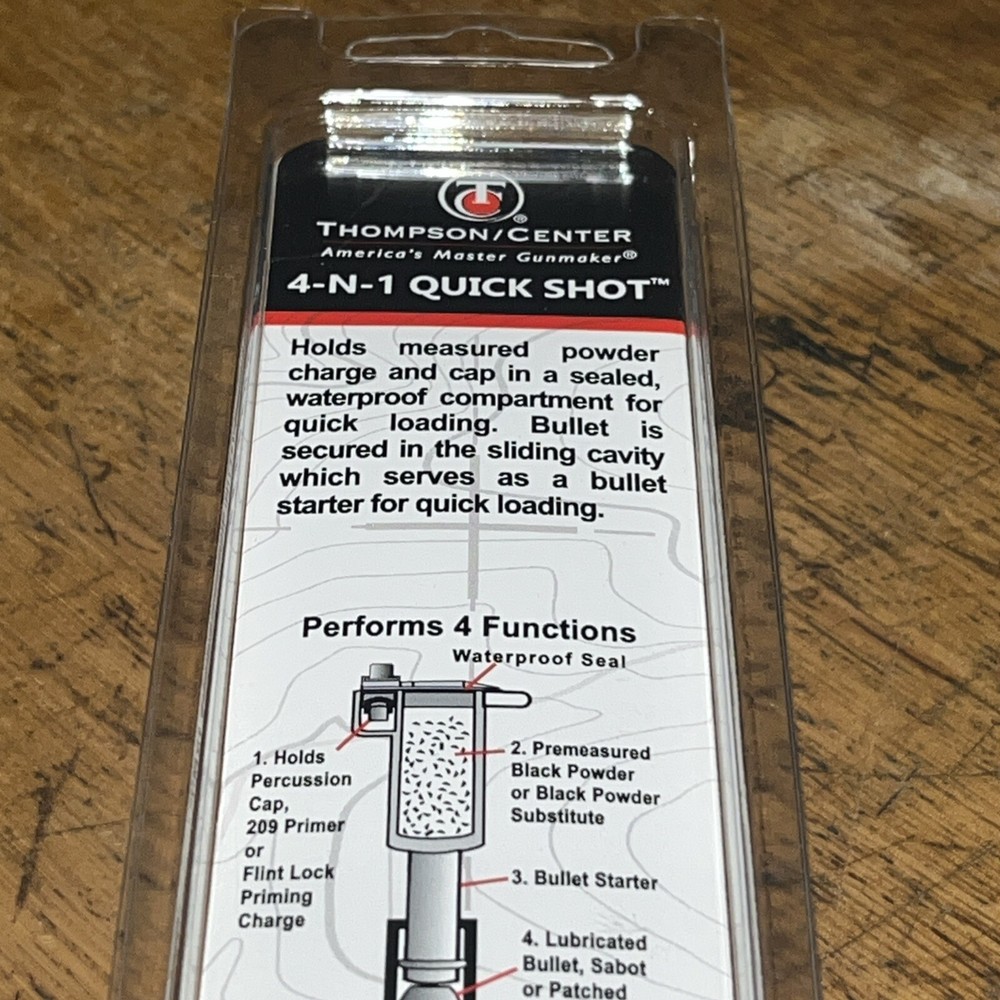 TC®
THOMPSON/CENTER
America's Master Gunmaker®
4-N-1 QUICK SHOT™
Holds measured powder
charge and cap in a sealed,
waterproof compartment for
quick loading. Bullet is
secured in the sliding cavity
which serves as a bullet
starter for quick loading.
Performs 4 Functions
Waterproof Seal
1. Holds
Percussion
Cap,
209 Primer
or
Flint Lock
Priming
Charge
2. Premeasured
Black Powder
or Black Powder
Substitute
3. Bullet Starter
4. Lubricated
Bullet, Sabot
or Patched